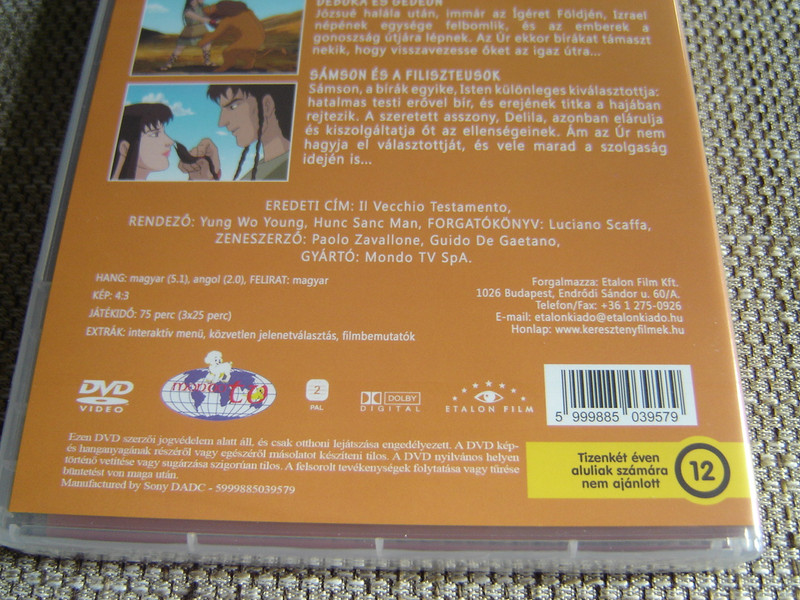 DEBÓRA ÉS GEDEON
Józsué halála után, immár az Ígéret Földjén, Izrael
népének egysége felbomlik, és az emberek a
gonoszság útjára lépnek. Az Úr ekkor bírákat támaszt
nekik, hogy visszavezesse őket az igaz útra...
SÁMSON ÉS A FILISZTEUSOK
Sámson, a bírák egyike, Isten különleges kiválasztottja:
hatalmas testi erővel bír, és erejének titka a hajában
rejtezik. A szeretett asszony, Delila, azonban elárulja
és kiszolgáltatja őt az ellenségeinek. Ám az Úr nem
hagyja el választottját, és vele marad a szolgaság
idején is...
EREDETI CÍM: Il Vecchio Testamento,
RENDEZŐ: Yung Wo Young, Hunc Sanc Man, FORGATÓKÖNYV: Luciano Scaffa,
ZENESZERZŐ: Paolo Zavallone, Guido De Gaetano,
GYÁRTÓ: Mondo TV SpA.
HANG: magyar (5.1), angol (2.0), FELIRAT: magyar
KÉP: 4:3
JÁTÉKIDŐ: 75 perc (3x25 perc)
EXTRÁK: interaktív menü, közvetlen jelenetválasztás, filmbemutatók
Forgalmazza: Etalon Film Kft.
1026 Budapest, Endrődi Sándor u. 60/A.
Telefon/Fax: +36 1 275-0926
E-mail: etalonkiado@etalonkiado.hu
Honlap: www.keresztenyfilmek.hu
DVD
VIDEO
mondo tv
2
PAL
DOLBY
DIGITAL
ETALON FILM
5 999885 039579
Ezen DVD szerzői jogvédelem alatt áll, és csak otthoni lejátszása engedélyezett. A DVD kép-
és hanganyagának részéről vagy egészéről másolatot készíteni tilos. A DVD nyilvános helyen
történő vetítése vagy sugárzása szigorúan tilos. A felsorolt tevékenységek folytatása vagy tűrése
büntetést von maga után.
Manufactured by Sony DADC - 5999885039579
Tizenkét éven
aluliak számára
nem ajánlott
12